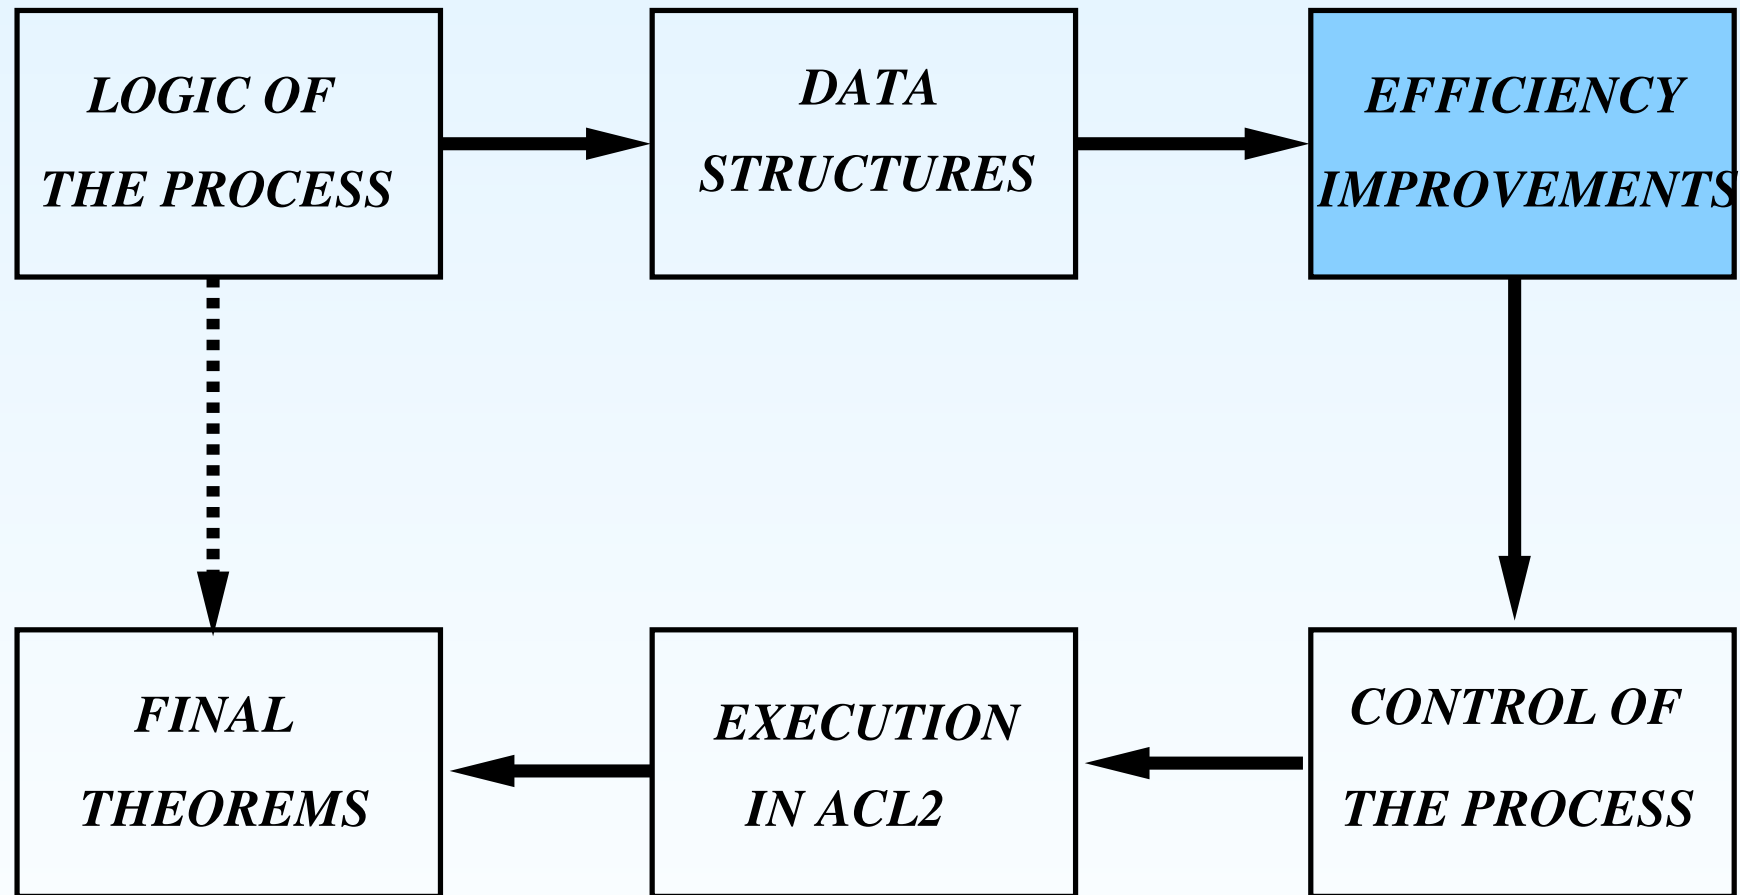 LOGIC OF
THE PROCESS
DATA
STRUCTURES
EFFICIENCY
IMPROVEMENTS
FINAL
THEOREMS
EXECUTION
IN ACL2
CONTROL OF
THE PROCESS